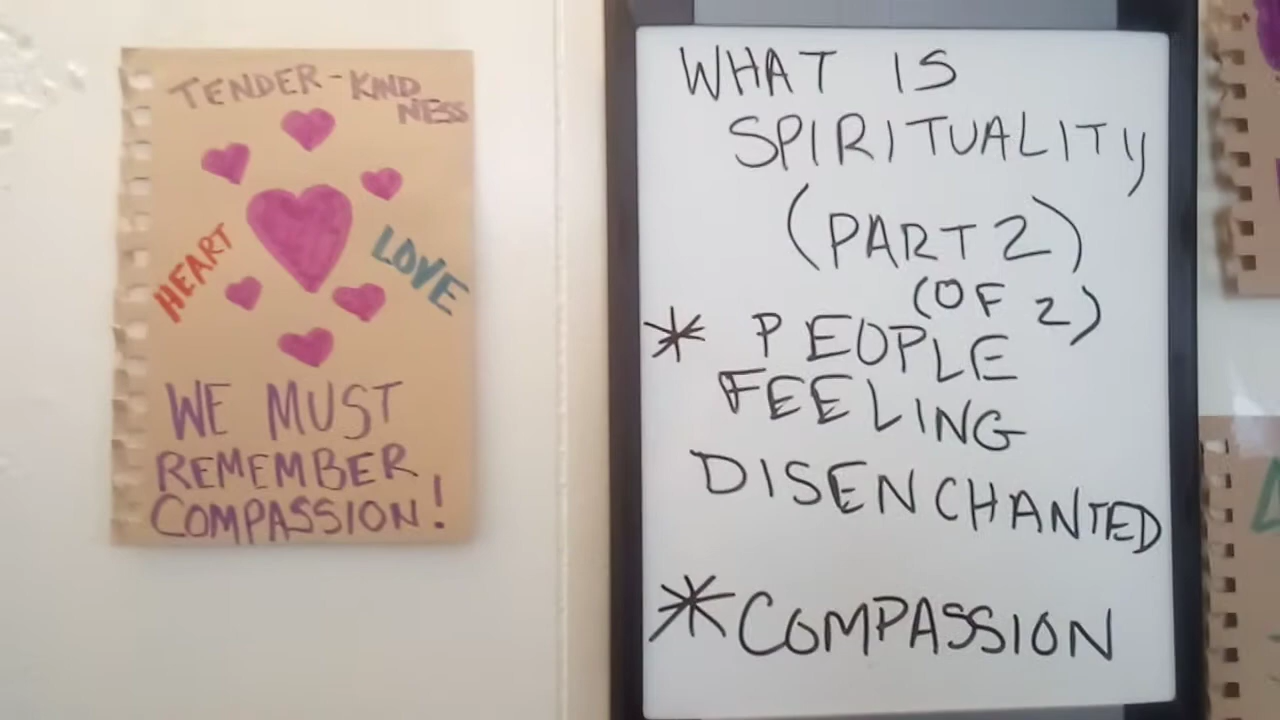 TENDER-KIND
NESS
HEART
LOVE
WE MUST
REMEMBER
COMPASSION!
WHAT IS
SPIRITUALITY
(PART 2)
(OF 2)
* PEOPLE
FEELING
DISENCHANTED
* COMPASSION